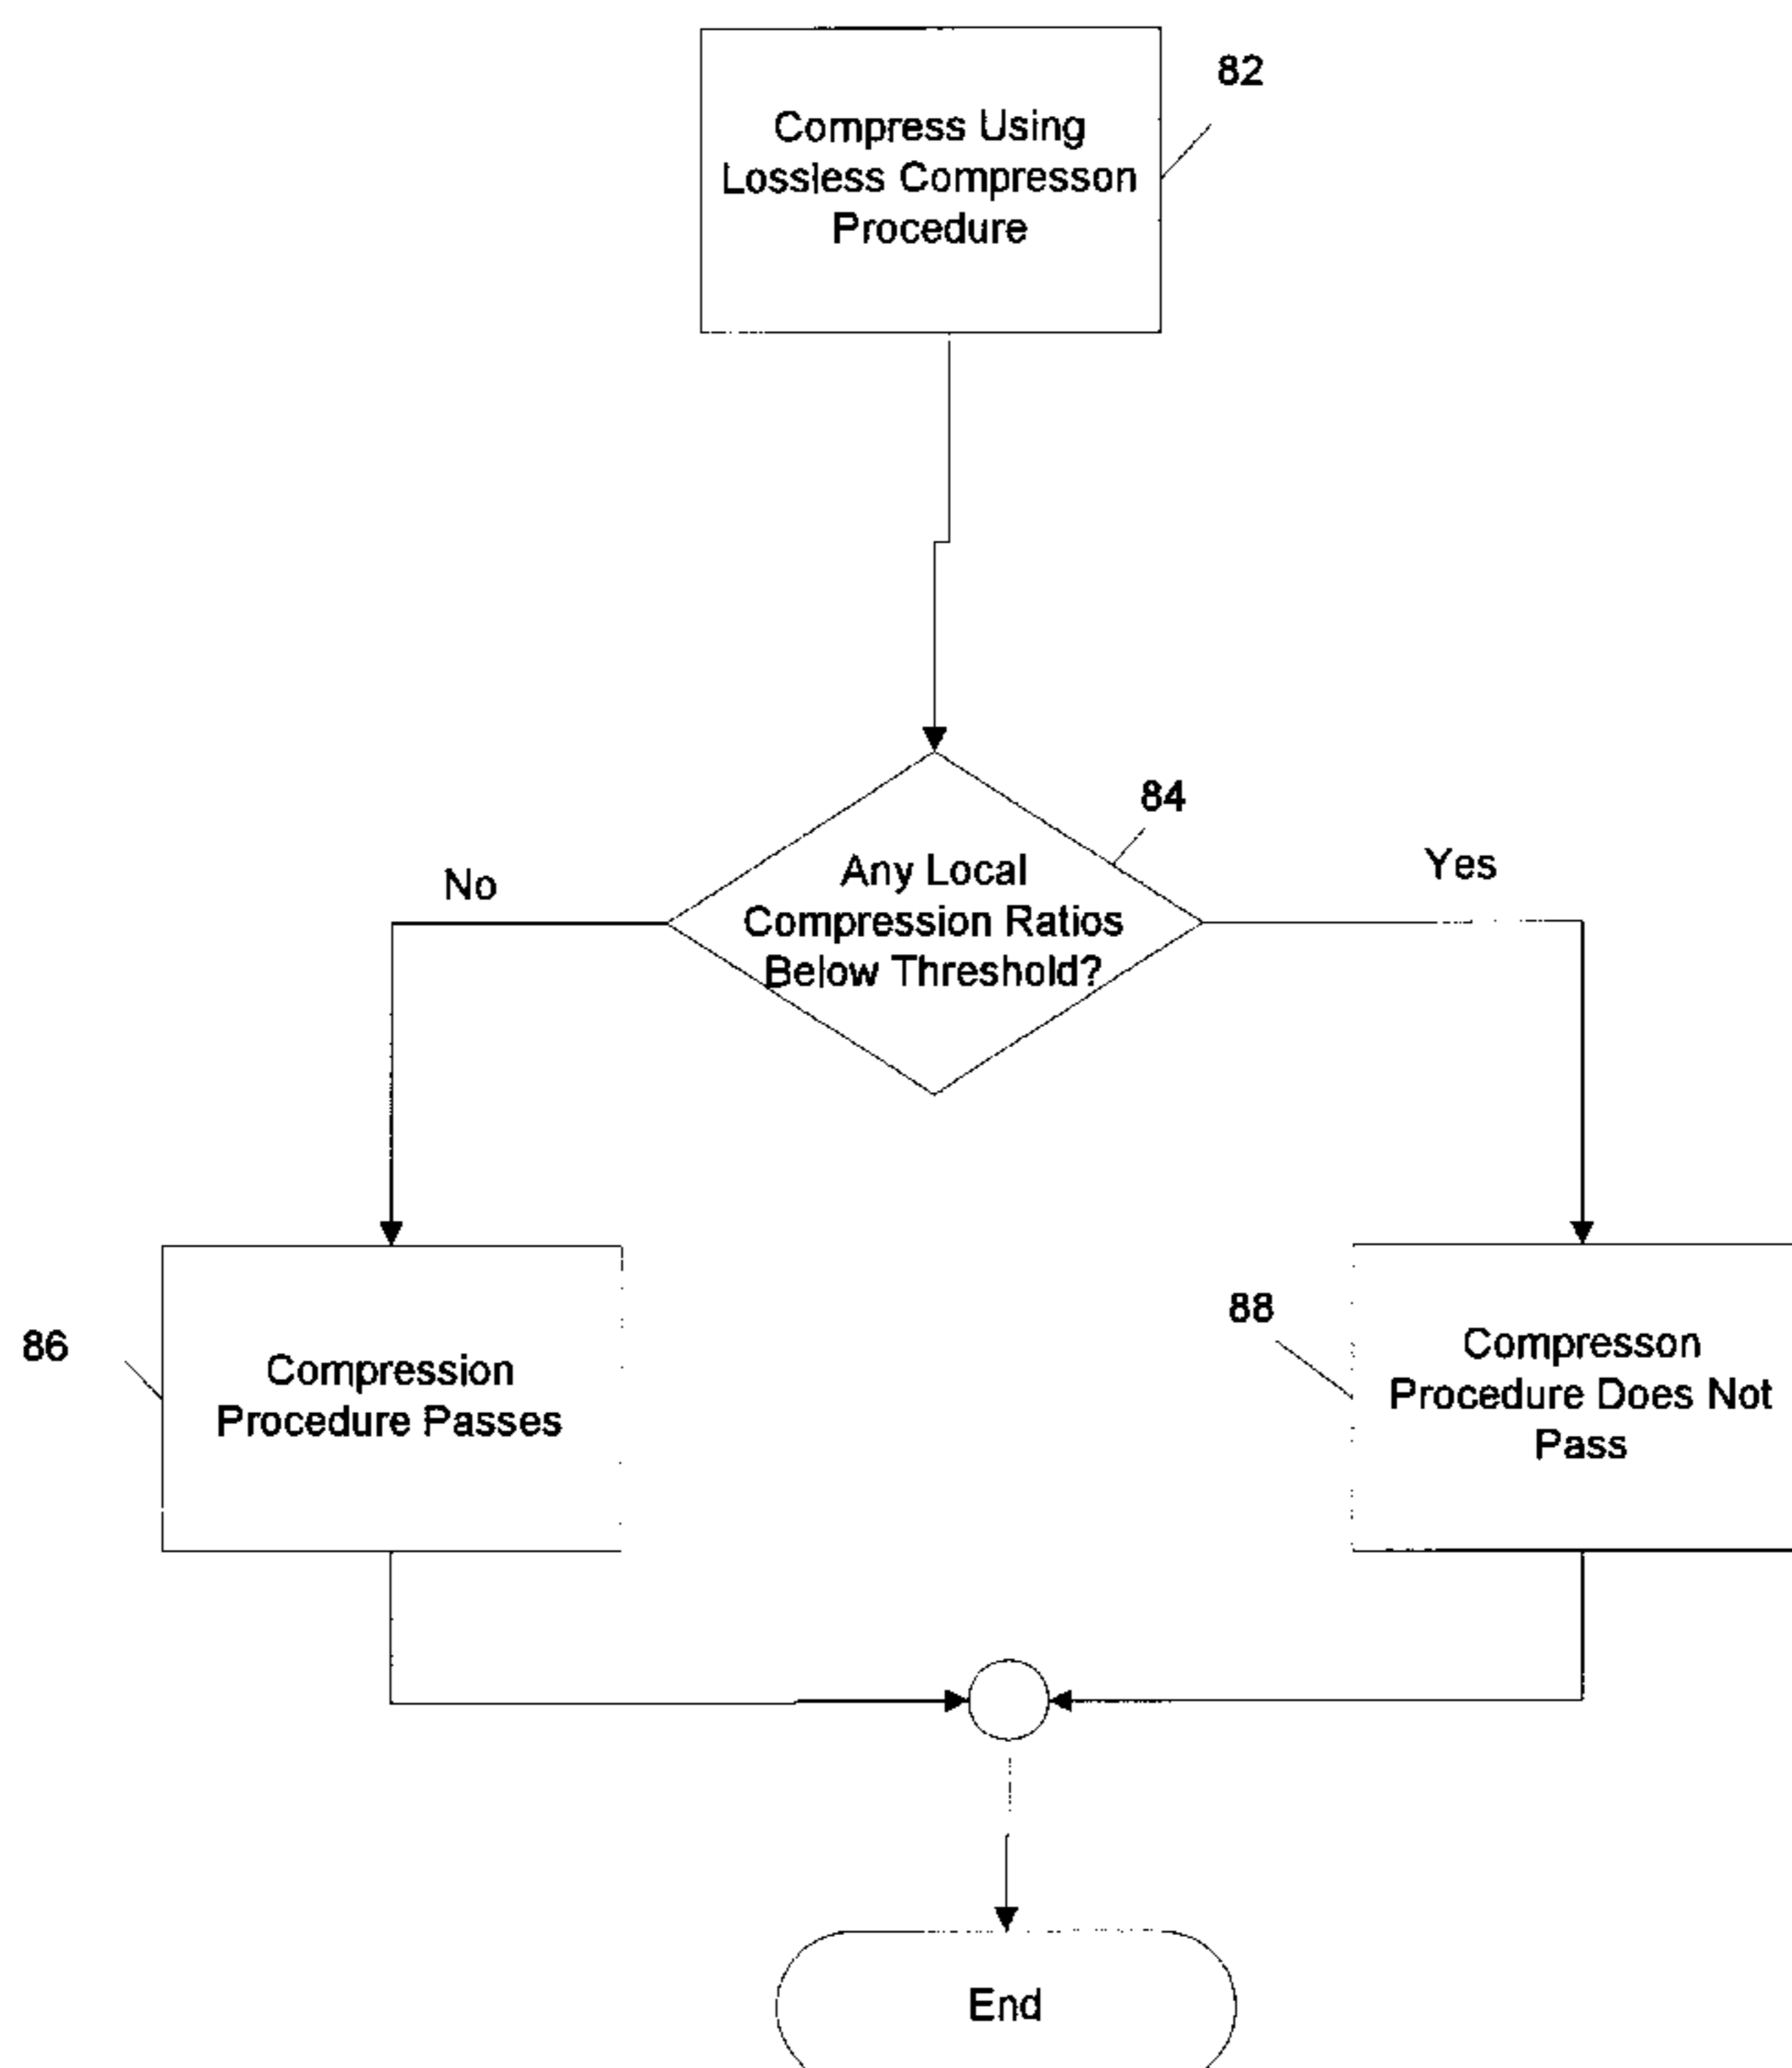 82
Compress Using
Lossless Compresson
Procedure
84
Any Local
Compression Ratios
Below Threshold?
No
Yes
86
Compression
Procedure Passes
88
Compresson
Procedure Does Not
Pass
End